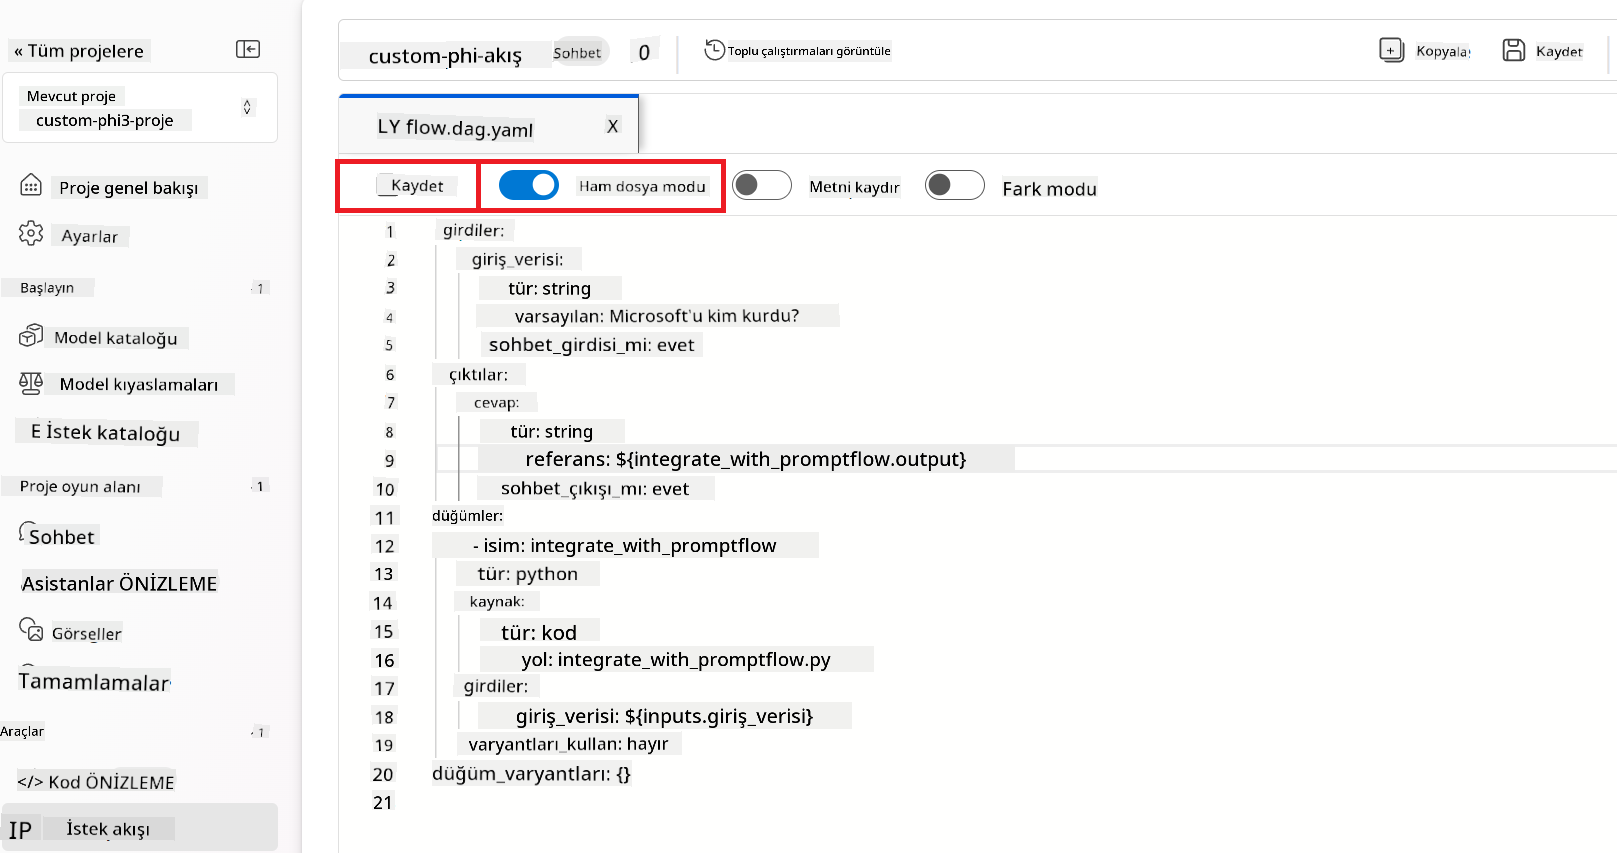 « Tüm projelere
Mevcut proje
custom-phi3-proje
Proje genel bakışı
Ayarlar
Başlayın
1
Model kataloğu
Model kıyaslamaları
E İstek kataloğu
Proje oyun alanı
1
Sohbet
Asistanlar ÖNİZLEME
Görseller
Tamamlamalar
Araçlar
1
</> Kod ÖNİZLEME
IP İstek akışı
custom-phi-akış
Sohbet
0
Toplu çalıştırmaları görüntüle
Kopyala
Kaydet
LY flow.dag.yaml X
Kaydet
Ham dosya modu
Metni kaydır
Fark modu
1 girdiler:
2 giriş_verisi:
3 tür: string
4 varsayılan: Microsoft'u kim kurdu?
5 sohbet_girdisi_mi: evet
6 çıktılar:
7 cevap:
8 tür: string
9 referans: ${integrate_with_promptflow.output}
10 sohbet_çıkışı_mı: evet
11 düğümler:
12 - isim: integrate_with_promptflow
13 tür: python
14 kaynak:
15 tür: kod
16 yol: integrate_with_promptflow.py
17 girdiler:
18 giriş_verisi: ${inputs.giriş_verisi}
19 varyantları_kullan: hayır
20 düğüm_varyantları: {}
21